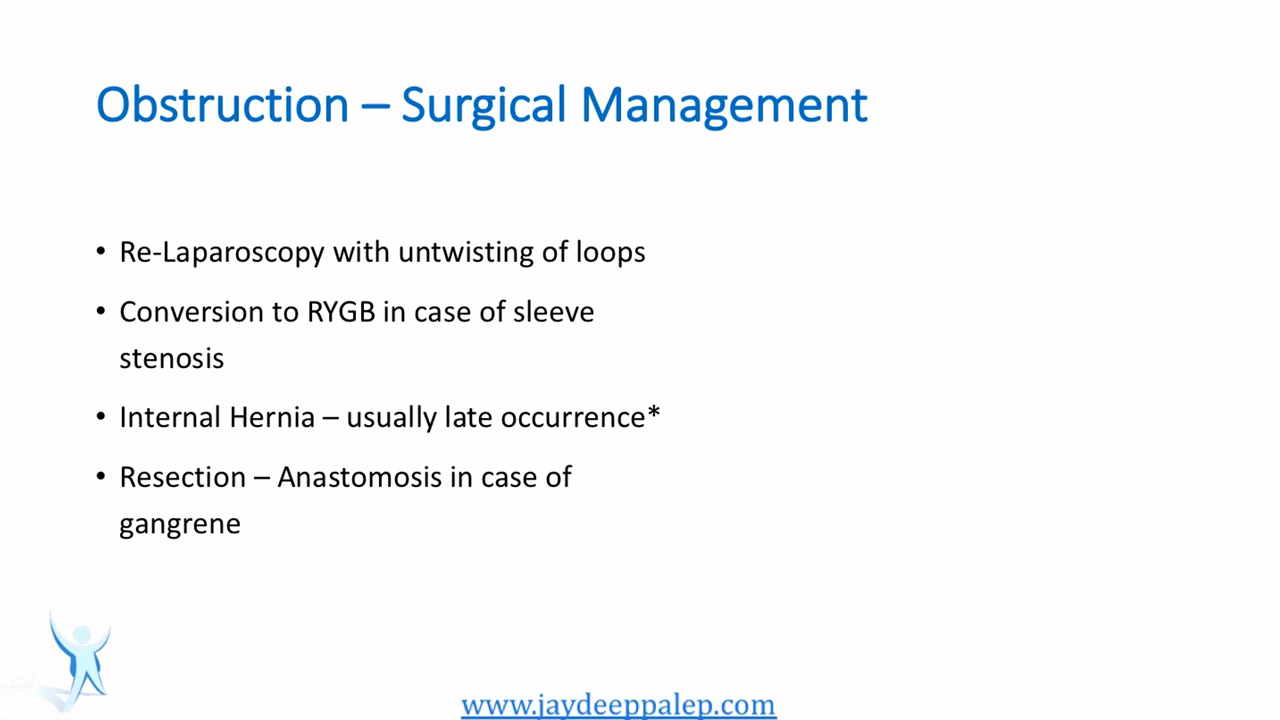 Obstruction – Surgical Management
• Re-Laparoscopy with untwisting of loops
• Conversion to RYGB in case of sleeve
stenosis
• Internal Hernia – usually late occurrence*
• Resection – Anastomosis in case of
gangrene
www.jaydeeppalep.com